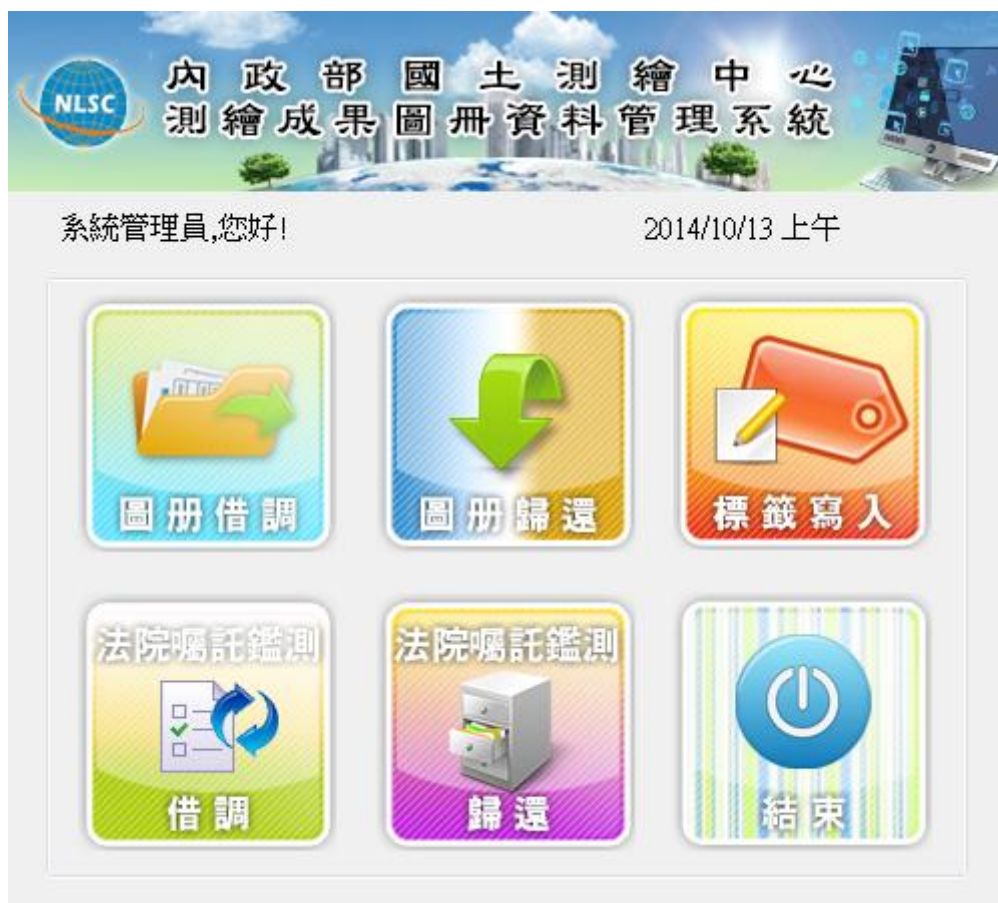 NLSC
內政部國土測繪中心
測繪成果圖冊資料管理系統
系統管理員,您好!
2014/10/13 上午
圖册借調
圖册歸還
標籤寫入
法院囑託鑑測
借調
法院囑託鑑測
歸還
結束